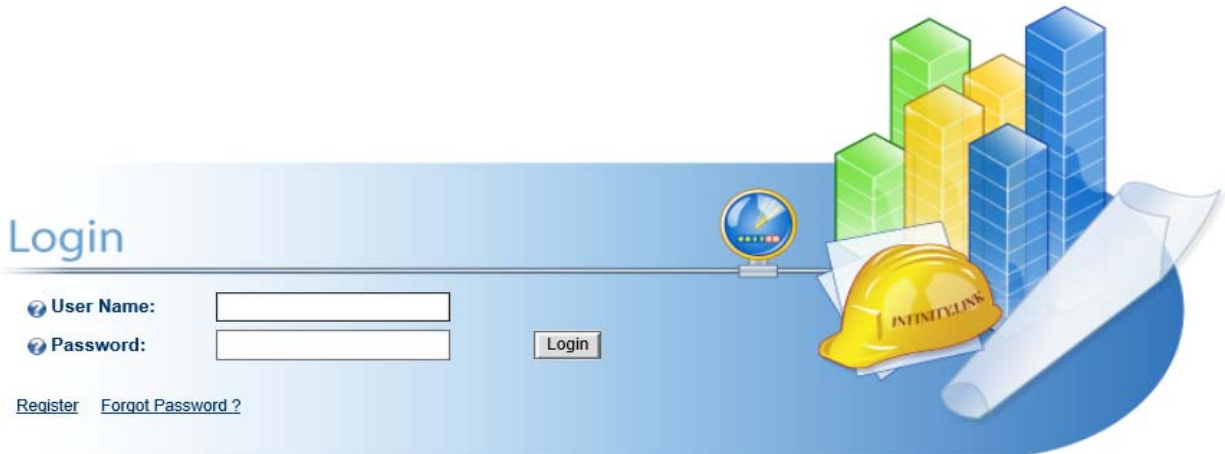 Login
User Name:
Password:
Login
Register Forgot Password ?
INFINITY.LINK